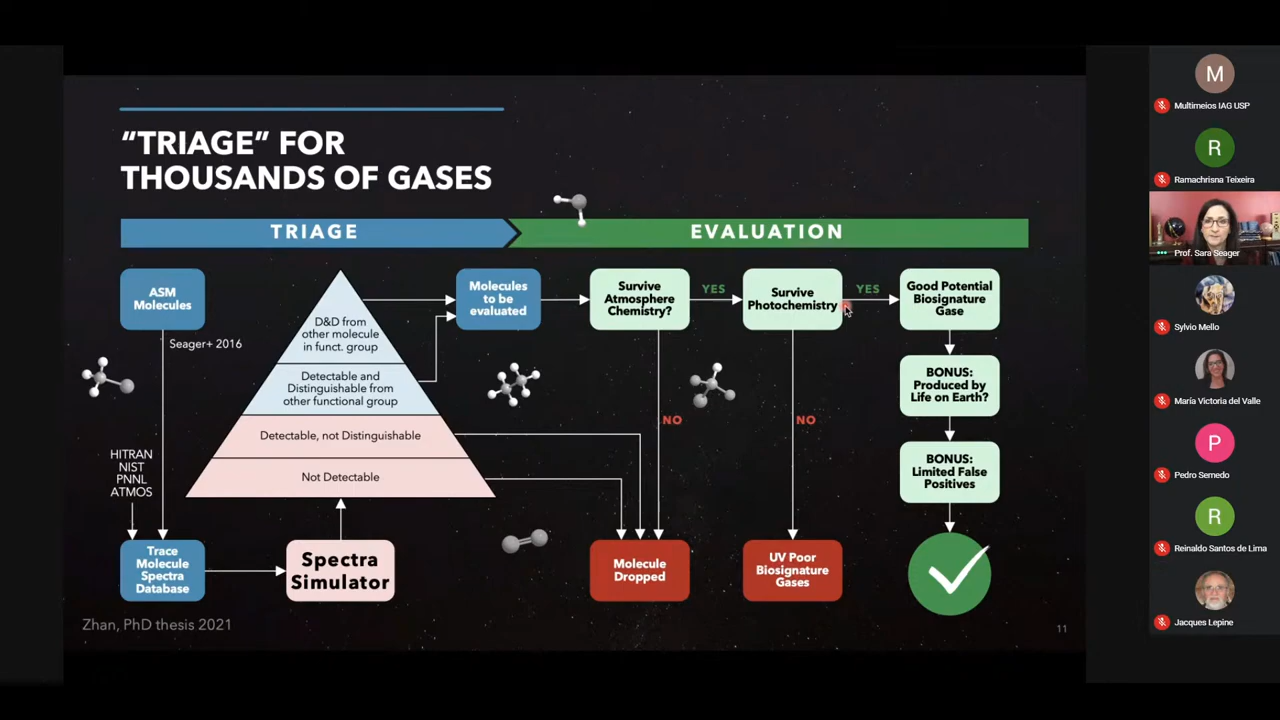 “TRIAGE” FOR
THOUSANDS OF GASES
TRIAGE
EVALUATION
ASM
Molecules
Seager+ 2016
HITRAN
NIST
PNNL
ATMOS
Trace
Molecule
Spectra
Database
Spectra
Simulator
D&D from
other molecule
in funct. group
Detectable and
Distinguishable from
other functional group
Detectable, not Distinguishable
Not Detectable
Molecules
to be
evaluated
Survive
Atmosphere
Chemistry?
YES
NO
Molecule
Dropped
Survive
Photochemistry
YES
NO
UV Poor
Biosignature
Gases
Good Potential
Biosignature
Gase
BONUS:
Produced by
Life on Earth?
BONUS:
Limited False
Positives
Zhan, PhD thesis 2021
11
M
Multimeios IAG USP
R
Ramachrisna Teixeira
Prof. Sara Seager
Sylvio Mello
María Victoria del Valle
P
Pedro Semedo
R
Reinaldo Santos de Lima
Jacques Lepine